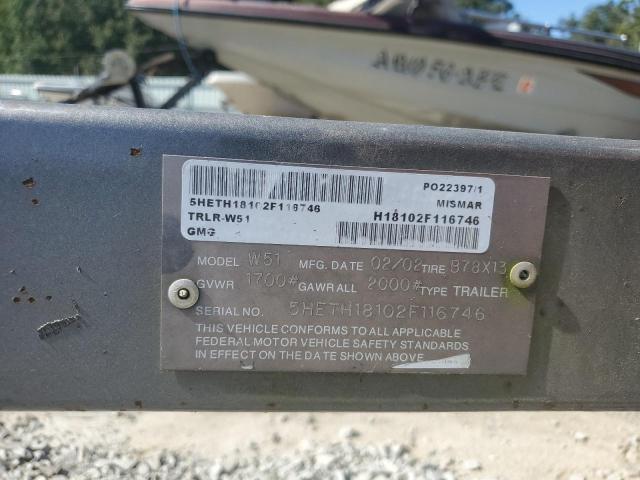 PO22397/1
5HETH18102F116746
MISMAR
TRLR-W51
H18102F116746
GMG
MODEL W51 MFG. DATE 02/02 TIRE B78X13
GVWR 1700# GAWR ALL 2000# TYPE TRAILER
SERIAL NO. 5HETH18102F116746
THIS VEHICLE CONFORMS TO ALL APPLICABLE
FEDERAL MOTOR VEHICLE SAFETY STANDARDS
IN EFFECT ON THE DATE SHOWN ABOVE